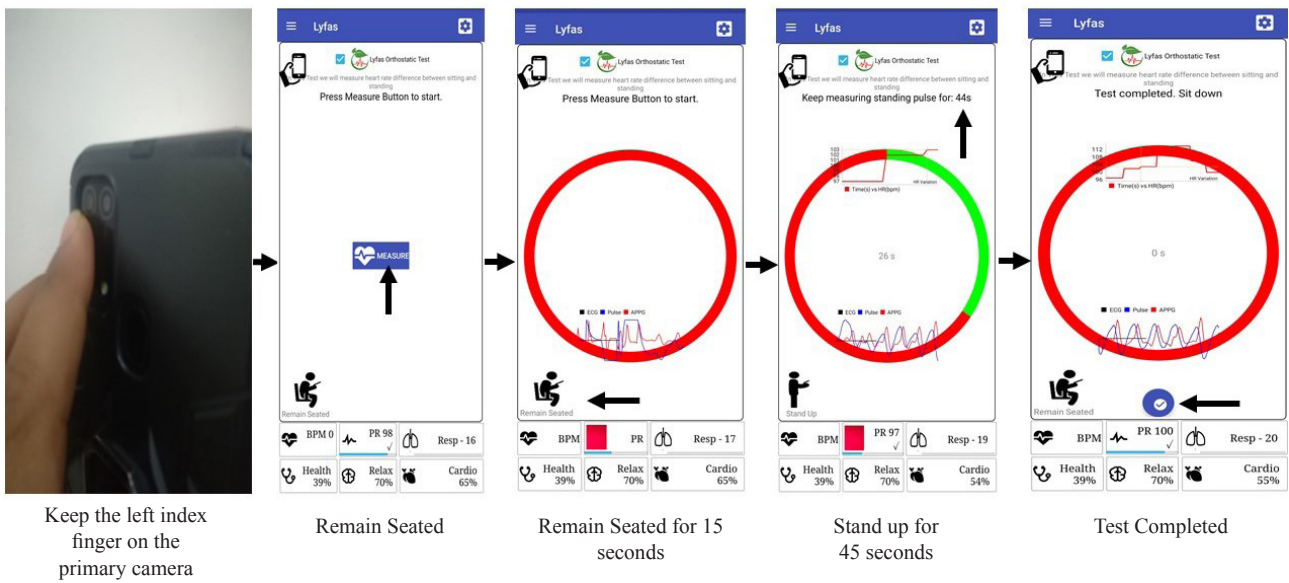 Lyfas
Lyfas Orthostatic Test
Test we will measure heart rate difference between sitting and
standing
Press Measure Button to start.
MEASURE
Remain Seated
BPM 0
PR 98
Resp - 16
Health
39%
Relax
70%
Cardio
65%
Lyfas
Lyfas Orthostatic Test
Test we will measure heart rate difference between sitting and
standing
Press Measure Button to start.
ECG Pulse APPG
Remain Seated
BPM
PR
Resp - 17
Health
39%
Relax
70%
Cardio
65%
Lyfas
Lyfas Orthostatic Test
Test we will measure heart rate difference between sitting and
standing
Keep measuring standing pulse for: 44s
103
102
97
HR Variation
Time(s) vs HR(bpm)
26 s
ECG Pulse APPG
Stand Up
BPM
PR 97
Resp - 19
Health
39%
Relax
70%
Cardio
54%
Lyfas
Lyfas Orthostatic Test
Test we will measure heart rate difference between sitting and
standing
Test completed. Sit down
112
108
96
HR Variation
Time(s) vs HR(bpm)
0 s
ECG Pulse APPG
Remain Seated
BPM
PR 100
Resp - 20
Health
39%
Relax
70%
Cardio
55%
Keep the left index
finger on the
primary camera
Remain Seated
Remain Seated for 15
seconds
Stand up for
45 seconds
Test Completed